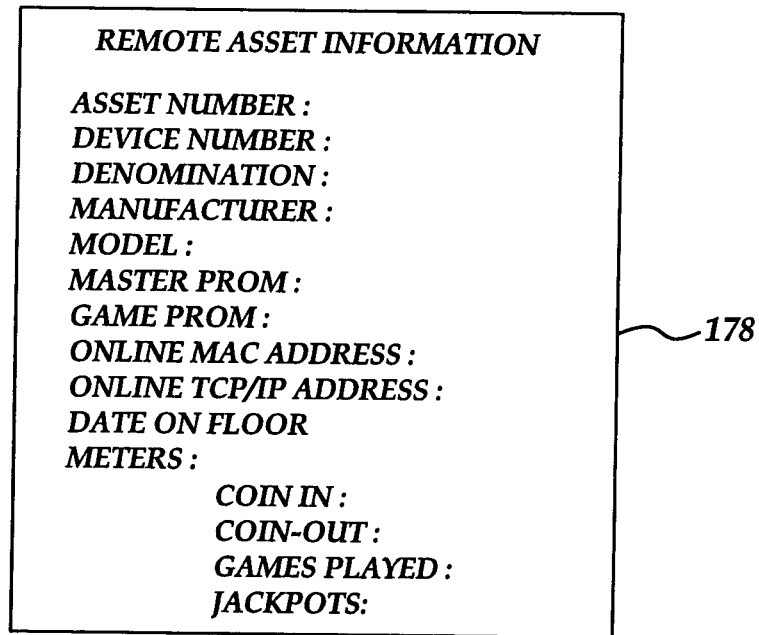 REMOTE ASSET INFORMATION
ASSET NUMBER :
DEVICE NUMBER :
DENOMINATION :
MANUFACTURER :
MODEL :
MASTER PROM :
GAME PROM :
ONLINE MAC ADDRESS :
ONLINE TCP/IP ADDRESS :
DATE ON FLOOR
METERS :
COIN IN :
COIN-OUT :
GAMES PLAYED :
JACKPOTS:
178